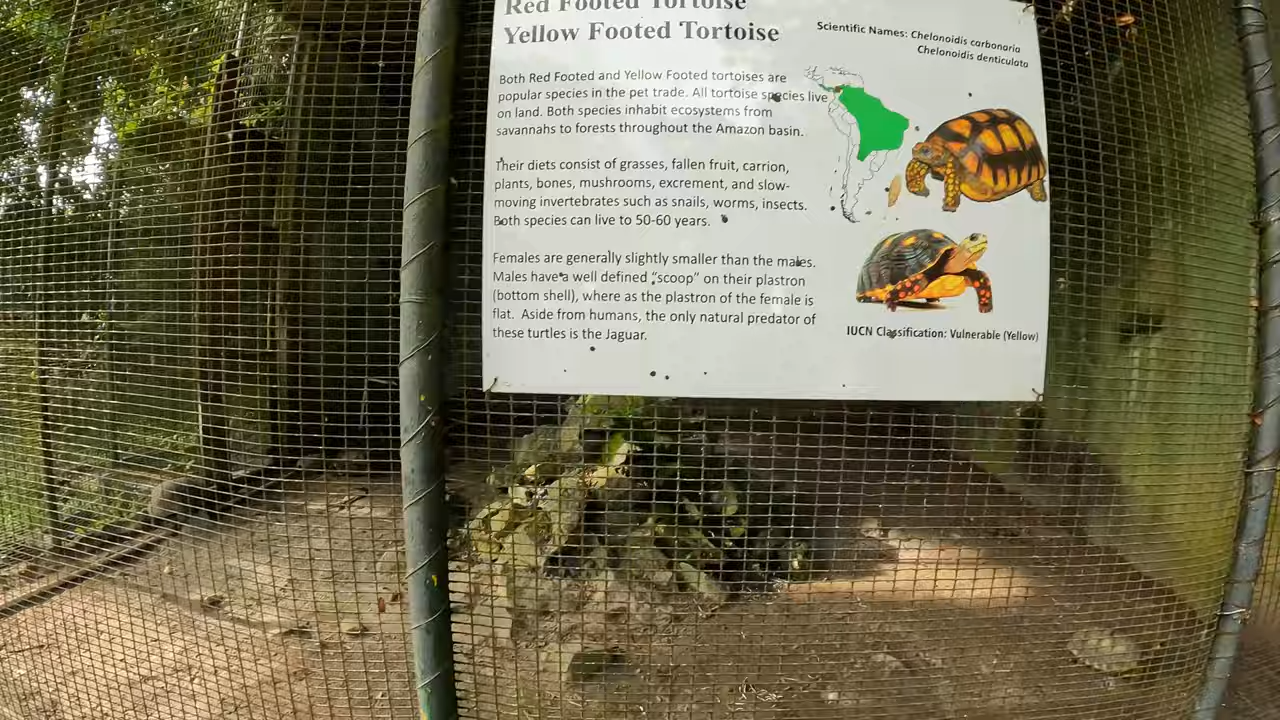 Red Footed Tortoise
Yellow Footed Tortoise
Scientific Names: Chelonoidis carbonaria
Chelonoidis denticulata
Both Red Footed and Yellow Footed tortoises are
popular species in the pet trade. All tortoise species live
on land. Both species inhabit ecosystems from
savannahs to forests throughout the Amazon basin.
Their diets consist of grasses, fallen fruit, carrion,
plants, bones, mushrooms, excrement, and slow-
moving invertebrates such as snails, worms, insects.
Both species can live to 50-60 years.
Females are generally slightly smaller than the males.
Males have a well defined “scoop” on their plastron
(bottom shell), where as the plastron of the female is
flat. Aside from humans, the only natural predator of
these turtles is the Jaguar.
IUCN Classification: Vulnerable (Yellow)